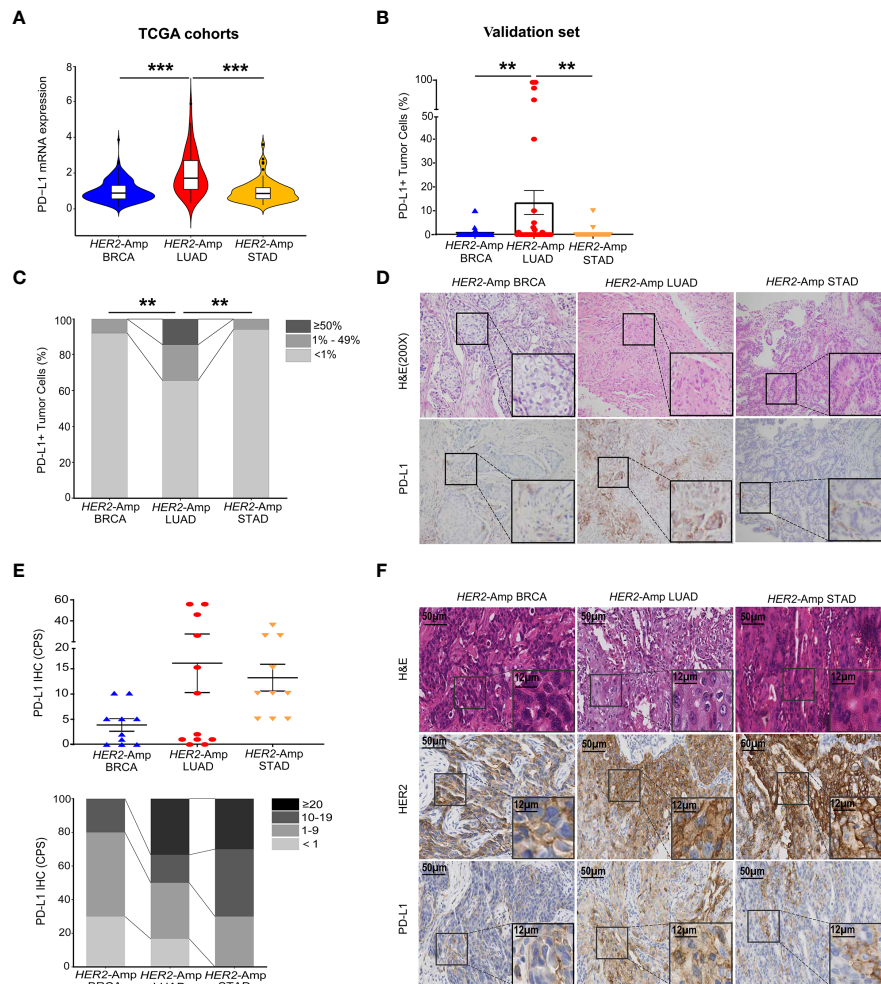 A
TCGA cohorts
PD-L1 mRNA expression
8
6
4
2
0
***
***
HER2-Amp BRCA
HER2-Amp LUAD
HER2-Amp STAD
B
Validation set
PD-L1+ Tumor Cells (%)
100
50
40
30
20
10
0
**
**
HER2-Amp BRCA
HER2-Amp LUAD
HER2-Amp STAD
C
PD-L1+ Tumor Cells (%)
100
80
60
40
20
0
**
**
≥50%
1% - 49%
<1%
HER2-Amp BRCA
HER2-Amp LUAD
HER2-Amp STAD
D
HER2-Amp BRCA
HER2-Amp LUAD
HER2-Amp STAD
H&E(200X)
PD-L1
E
PD-L1 IHC (CPS)
60
40
20
15
10
5
0
HER2-Amp BRCA
HER2-Amp LUAD
HER2-Amp STAD
PD-L1 IHC (CPS)
100
80
60
40
20
0
≥20
10-19
1-9
< 1
HER2-Amp
HER2-Amp LUAD
HER2-Amp STAD
F
HER2-Amp BRCA
HER2-Amp LUAD
HER2-Amp STAD
H&E
50µm
12µm
50µm
12µm
50µm
12µm
HER2
50µm
12µm
50µm
12µm
50µm
12µm
PD-L1
50µm
12µm
50µm
12µm
50µm
12µm